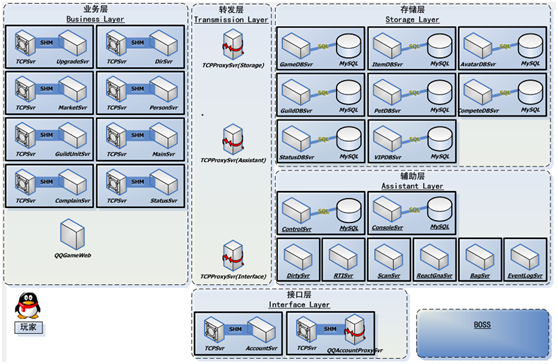 业务层
Business Layer
SHM
TCPSvr
UpgradeSvr
SHM
TCPSvr
DirSvr
SHM
TCPSvr
MarketSvr
SHM
TCPSvr
PersonSvr
SHM
TCPSvr
GuildUnitSvr
SHM
TCPSvr
MainSvr
SHM
TCPSvr
ComplainSvr
SHM
TCPSvr
StatusSvr
QQGameWeb
玩家
转发层
Transmission Layer
TCPProxySvr(Storage)
TCPProxySvr(Assistant)
TCPProxySvr(Interface)
存储层
Storage Layer
SQL
GameDBSvr
MySQL
SQL
ItemDBSvr
MySQL
SQL
AvatarDBSvr
MySQL
SQL
GuildDBSvr
MySQL
SQL
PetDBSvr
MySQL
SQL
CompeteDBSvr
MySQL
SQL
StatusDBSvr
MySQL
SQL
VIPDBSvr
MySQL
辅助层
Assistant Layer
SQL
ControlSvr
MySQL
SQL
ConsoleSvr
MySQL
DirtySvr
RTISvr
ScanSvr
ReactGnaSvr
BagSvr
EventLogSvr
接口层
Interface Layer
SHM
TCPSvr
AccountSvr
SHM
TCPSvr
QQAccountProxySvr
BOSS